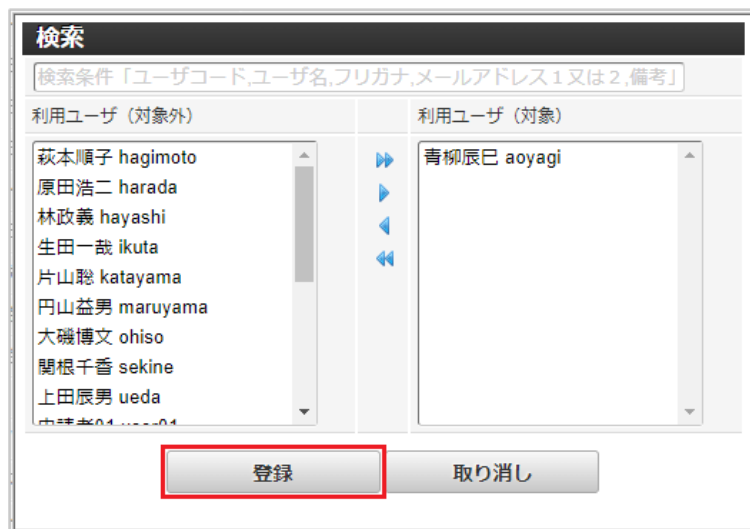 検索
検索条件「ユーザコード,ユーザ名,フリガナ,メールアドレス１又は２,備考」
利用ユーザ（対象外）
利用ユーザ（対象）
萩本順子 hagimoto
原田浩二 harada
林政義 hayashi
生田一哉 ikuta
片山聡 katayama
円山益男 maruyama
大磯博文 ohiso
関根千香 sekine
上田辰男 ueda
青柳辰巳 aoyagi
登録
取り消し